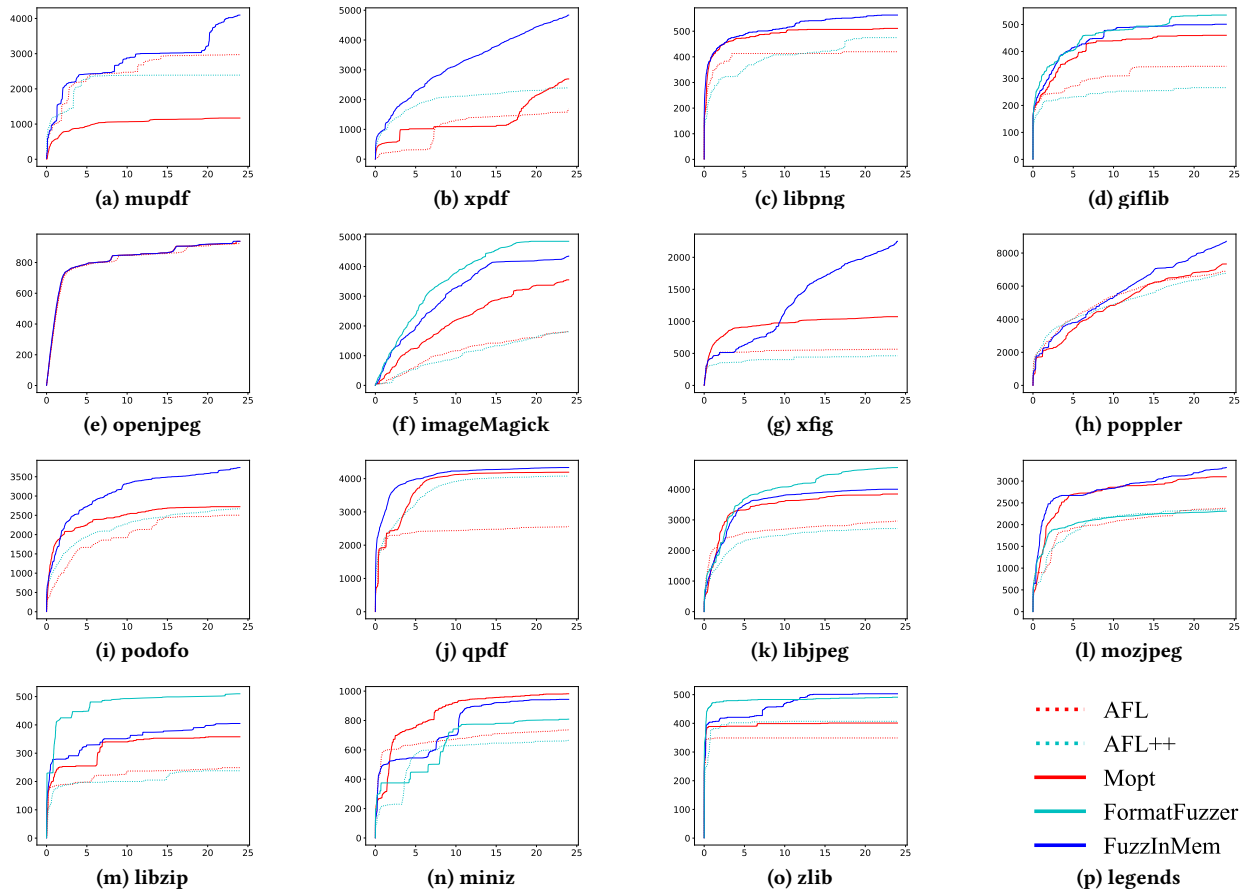 4000
3000
2000
1000
0
0 5 10 15 20 25
(a) mupdf
5000
4000
3000
2000
1000
0
0 5 10 15 20 25
(b) xpdf
500
400
300
200
100
0
0 5 10 15 20 25
(c) libpng
500
400
300
200
100
0
0 5 10 15 20 25
(d) giflib
800
600
400
200
0
0 5 10 15 20 25
(e) openjpeg
5000
4000
3000
2000
1000
0
0 5 10 15 20 25
(f) imageMagick
2000
1500
1000
500
0
0 5 10 15 20 25
(g) xfig
8000
6000
4000
2000
0
0 5 10 15 20 25
(h) poppler
3500
3000
2500
2000
1500
1000
500
0
0 5 10 15 20 25
(i) podofo
4000
3000
2000
1000
0
0 5 10 15 20 25
(j) qpdf
4000
3000
2000
1000
0
0 5 10 15 20 25
(k) libjpeg
3000
2500
2000
1500
1000
500
0
0 5 10 15 20 25
(l) mozjpeg
500
400
300
200
100
0
0 5 10 15 20 25
(m) libzip
1000
800
600
400
200
0
0 5 10 15 20 25
(n) miniz
500
400
300
200
100
0
0 5 10 15 20 25
(o) zlib
AFL
AFL++
Mopt
FormatFuzzer
FuzzInMem
(p) legends